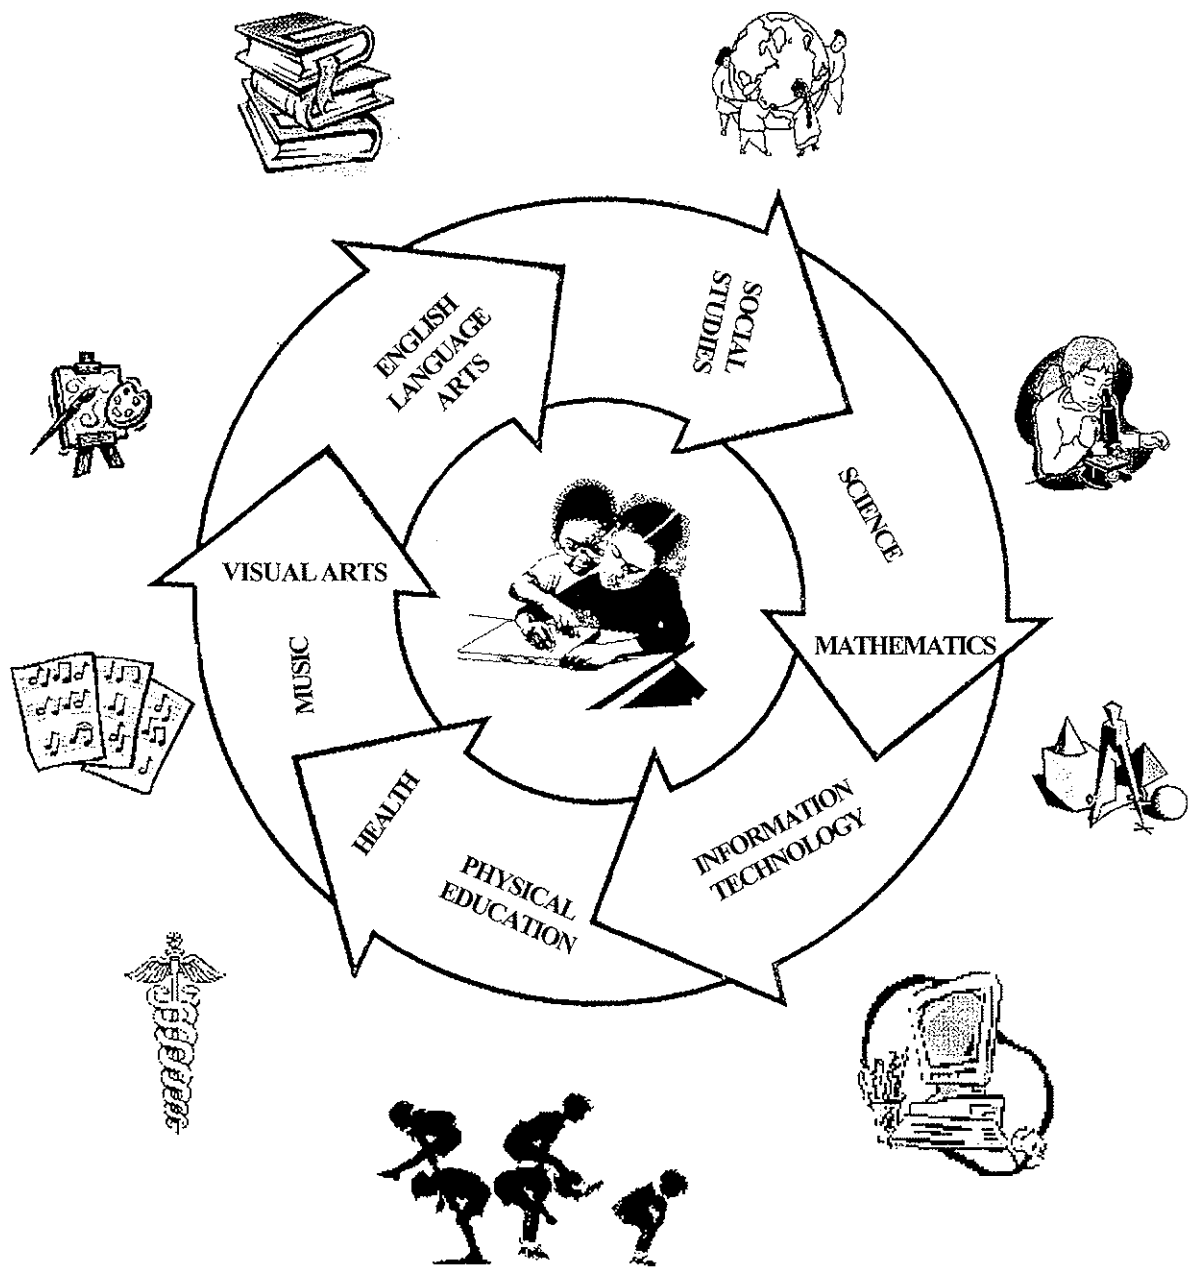 ENGLISH
LANGUAGE
ARTS
SOCIAL
STUDIES
SCIENCE
MATHEMATICS
INFORMATION
TECHNOLOGY
PHYSICAL
EDUCATION
HEALTH
MUSIC
VISUAL ARTS